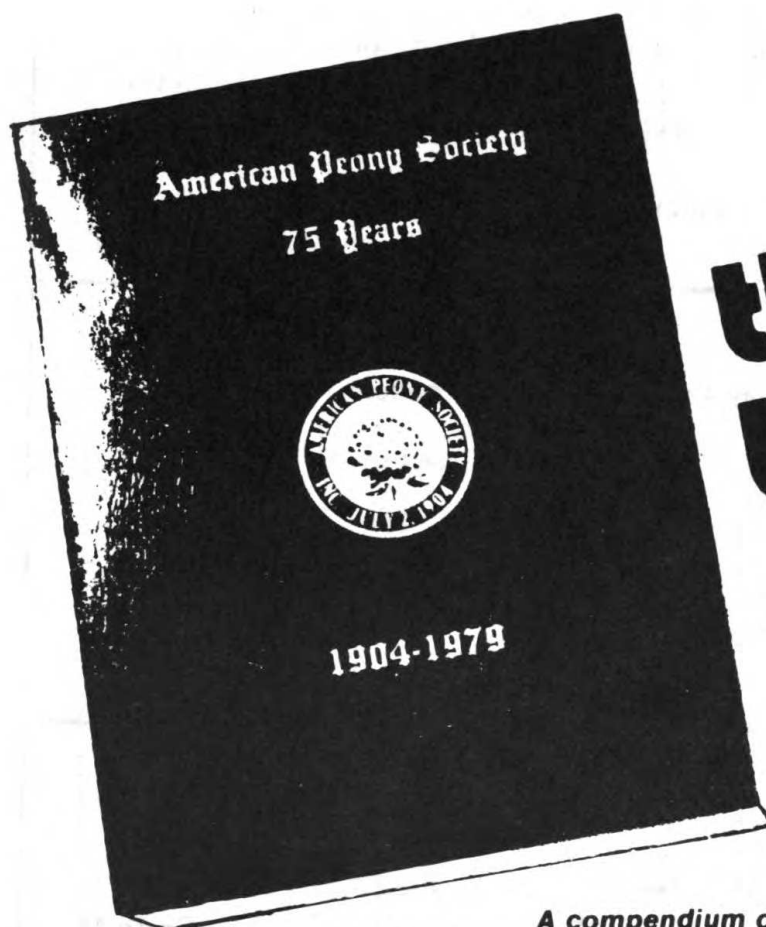 American Peony Society
75 Years
AMERICAN PEONY SOCIETY
INC JULY 2, 1904
1904-1979
A compendium